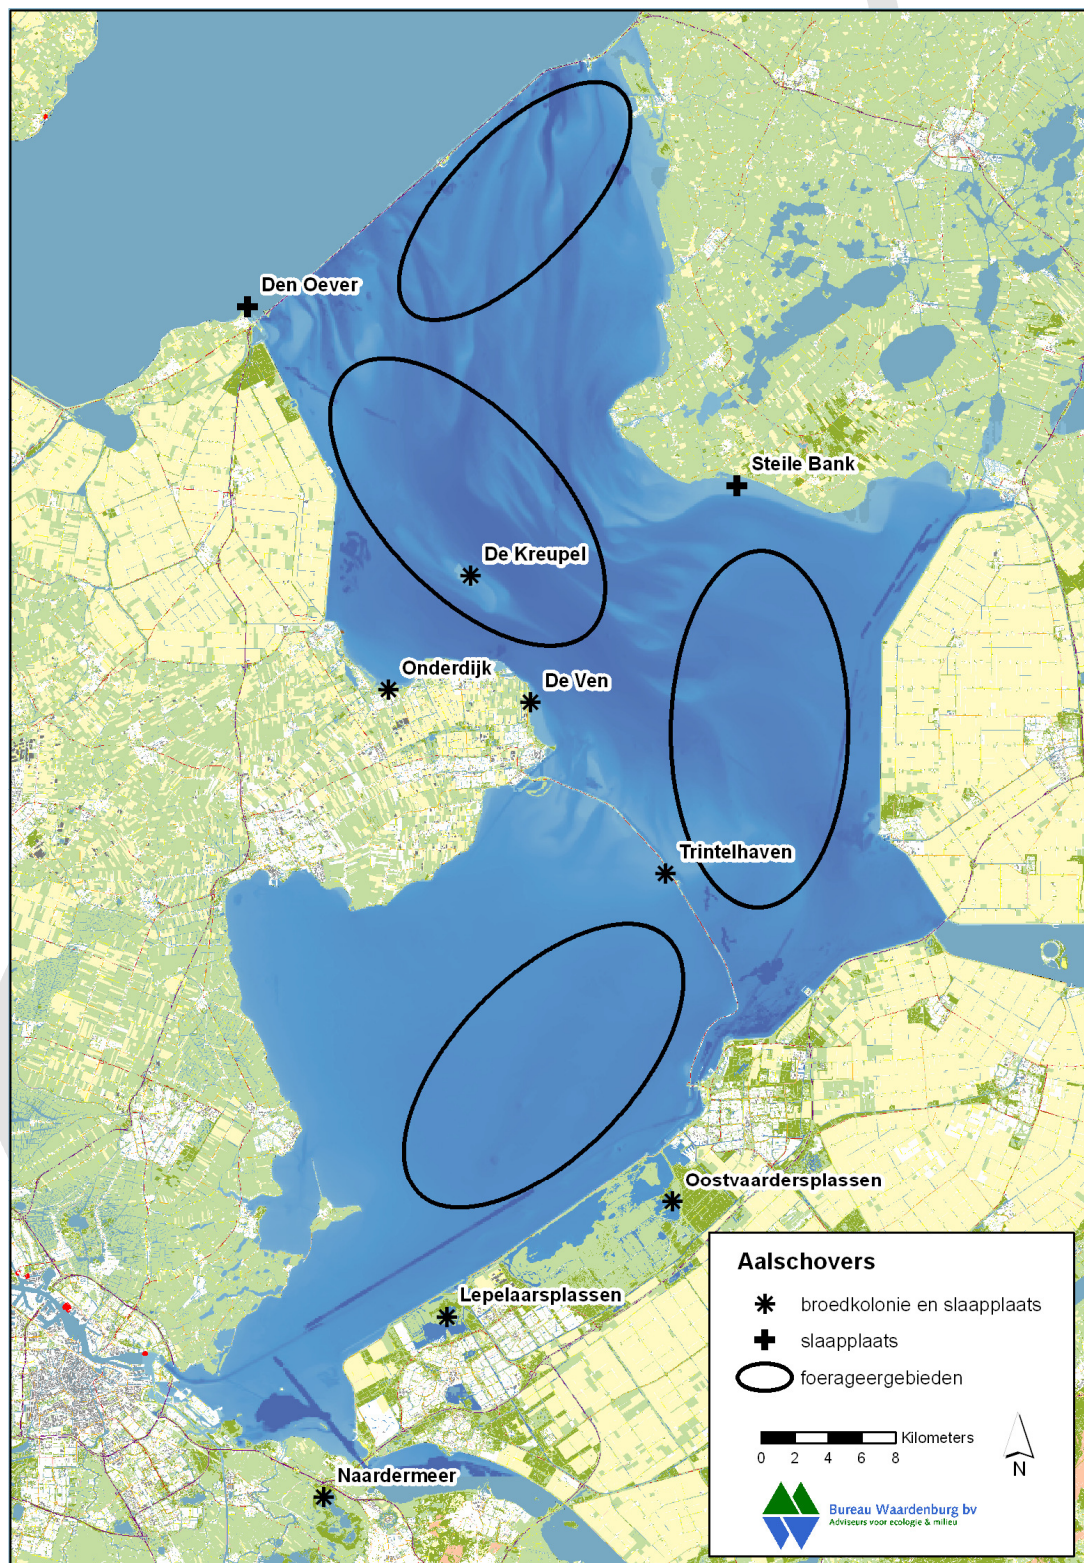 Den Oever
Steile Bank
De Kreupel
Onderdijk
De Ven
Trintelhaven
Oostvaardersplassen
Lepelaarsplassen
Naardermeer
Aalschovers
broedkolonie en slaapplaats
slaapplaats
foerageergebieden
Kilometers
0 2 4 6 8
N
Bureau Waardenburg bv
Adviseurs voor ecologie & milieu